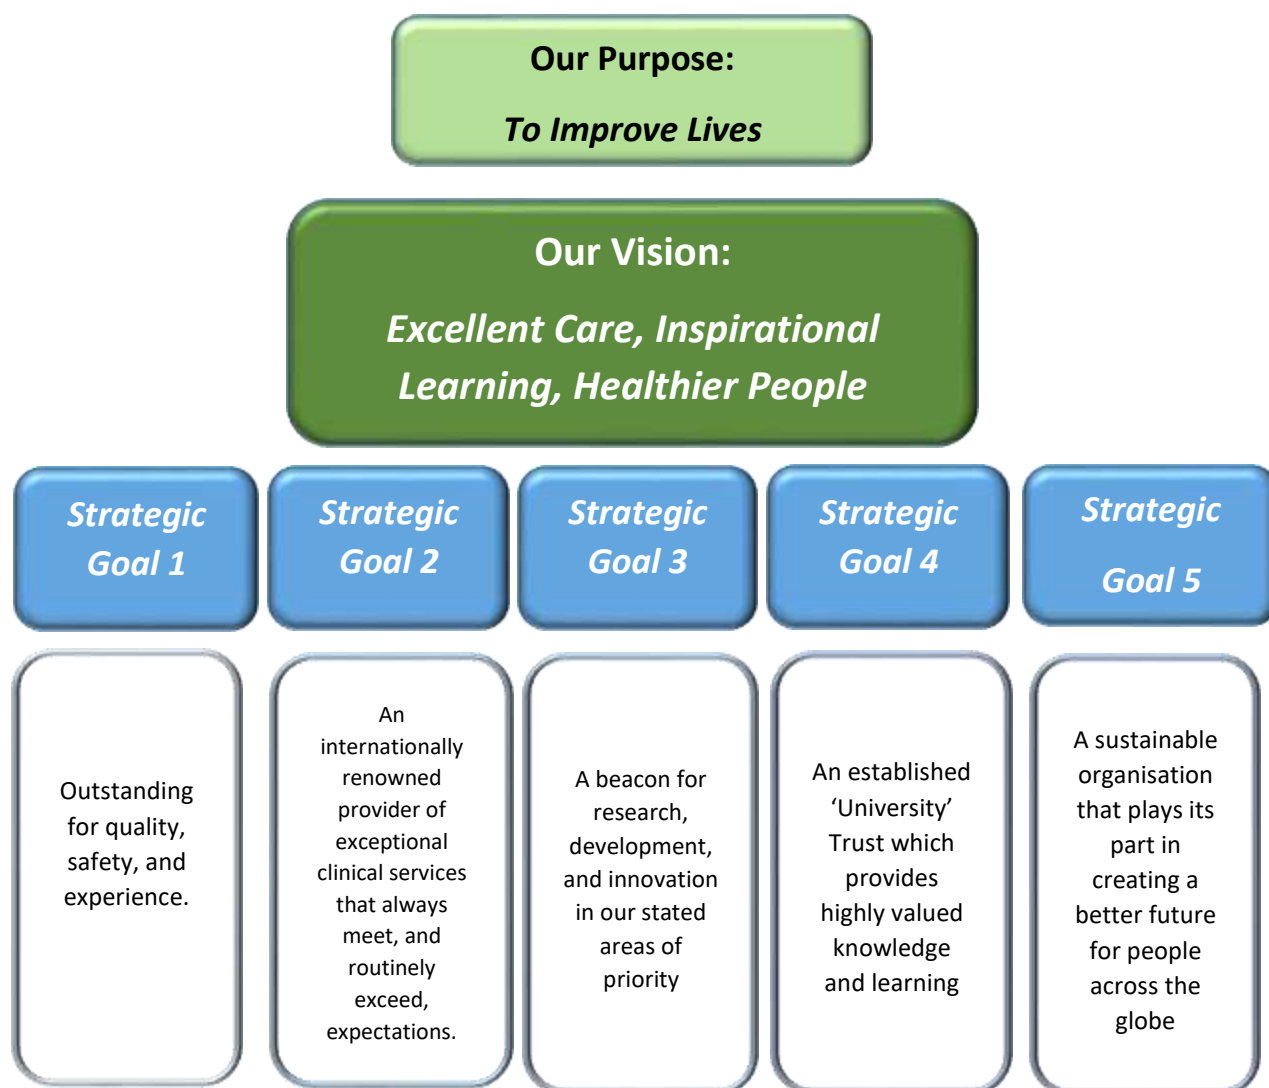 Our Purpose:
To Improve Lives
Our Vision:
Excellent Care, Inspirational
Learning, Healthier People
Strategic
Goal 1
Strategic
Goal 2
Strategic
Goal 3
Strategic
Goal 4
Strategic
Goal 5
Outstanding
for quality,
safety, and
experience.
An
internationally
renowned
provider of
exceptional
clinical services
that always
meet, and
routinely
exceed,
expectations.
A beacon for
research,
development,
and innovation
in our stated
areas of
priority
An established
‘University’
Trust which
provides
highly valued
knowledge
and learning
A sustainable
organisation
that plays its
part in
creating a
better future
for people
across the
globe